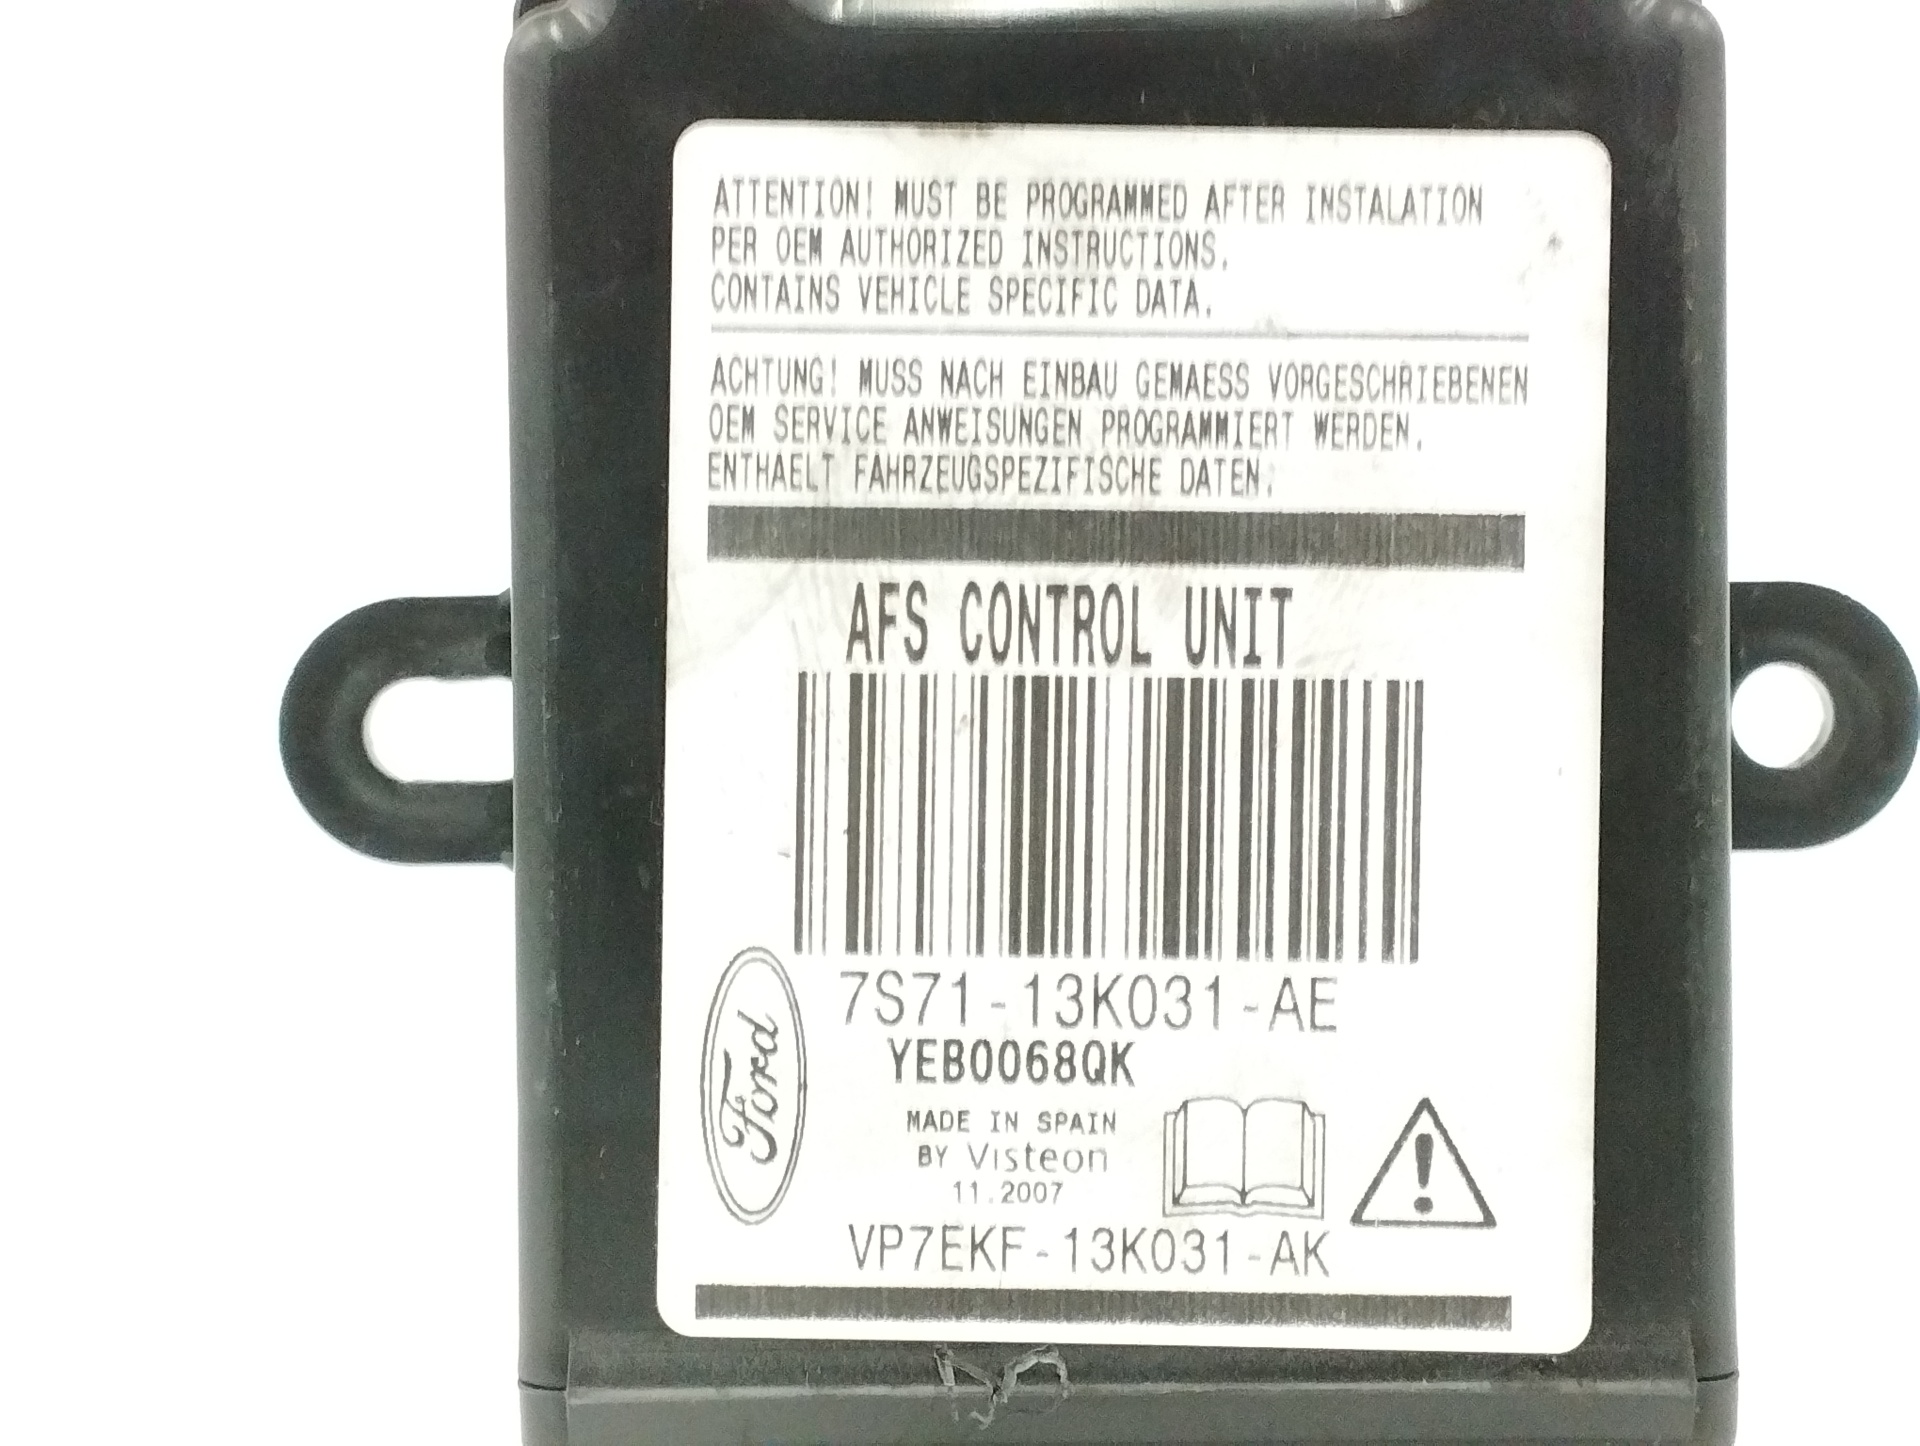 ATTENTION! MUST BE PROGRAMMED AFTER INSTALATION
PER OEM AUTHORIZED INSTRUCTIONS.
CONTAINS VEHICLE SPECIFIC DATA.
ACHTUNG! MUSS NACH EINBAU GEMAESS VORGESCHRIEBENEN
OEM SERVICE ANWEISUNGEN PROGRAMMIERT WERDEN.
ENTHAELT FAHRZEUGSPEZIFISCHE DATEN.
AFS CONTROL UNIT
7S71-13K031-AE
YEB0068QK
Ford
MADE IN SPAIN
BY Visteon
11.2007
VP7EKF-13K031-AK